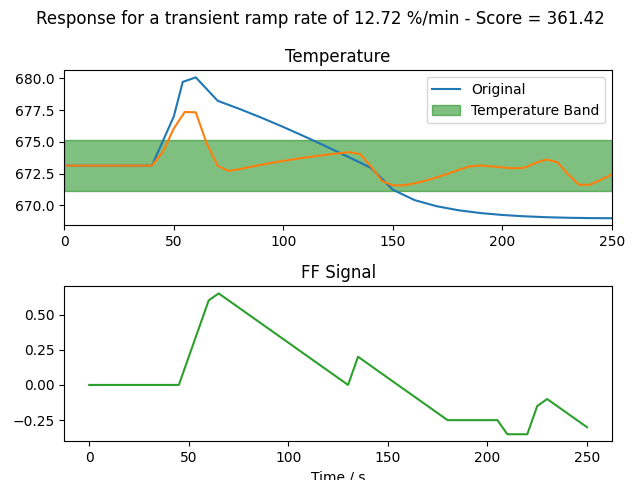 Response for a transient ramp rate of 12.72 %/min - Score = 361.42
Temperature
680.0
677.5
675.0
672.5
670.0
Original
Temperature Band
0 50 100 150 200 250
FF Signal
0.50
0.25
0.00
−0.25
0 50 100 150 200 250
Time / s